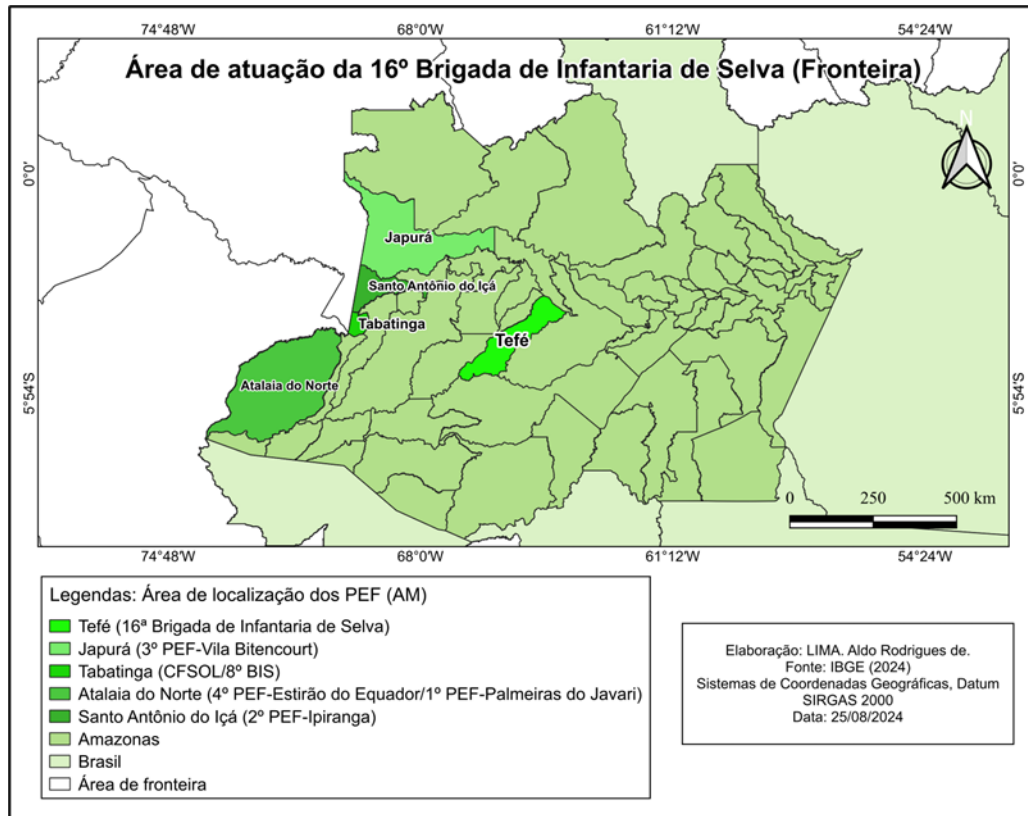 74°48'W 68°0'W 61°12'W 54°24'W
Área de atuação da 16º Brigada de Infantaria de Selva (Fronteira)
N
0°0' 0°0'
Japurá
Santo Antônio do Içá
Tabatinga
Tefé
Atalaia do Norte
5°54'S 5°54'S
0 250 500 km
74°48'W 68°0'W 61°12'W 54°24'W
Legendas: Área de localização dos PEF (AM)
Tefé (16ª Brigada de Infantaria de Selva)
Japurá (3º PEF-Vila Bitencourt)
Tabatinga (CFSOL/8º BIS)
Atalaia do Norte (4º PEF-Estirão do Equador/1º PEF-Palmeiras do Javari)
Santo Antônio do Içá (2º PEF-Ipiranga)
Amazonas
Brasil
Área de fronteira
Elaboração: LIMA. Aldo Rodrigues de.
Fonte: IBGE (2024)
Sistemas de Coordenadas Geográficas, Datum
SIRGAS 2000
Data: 25/08/2024